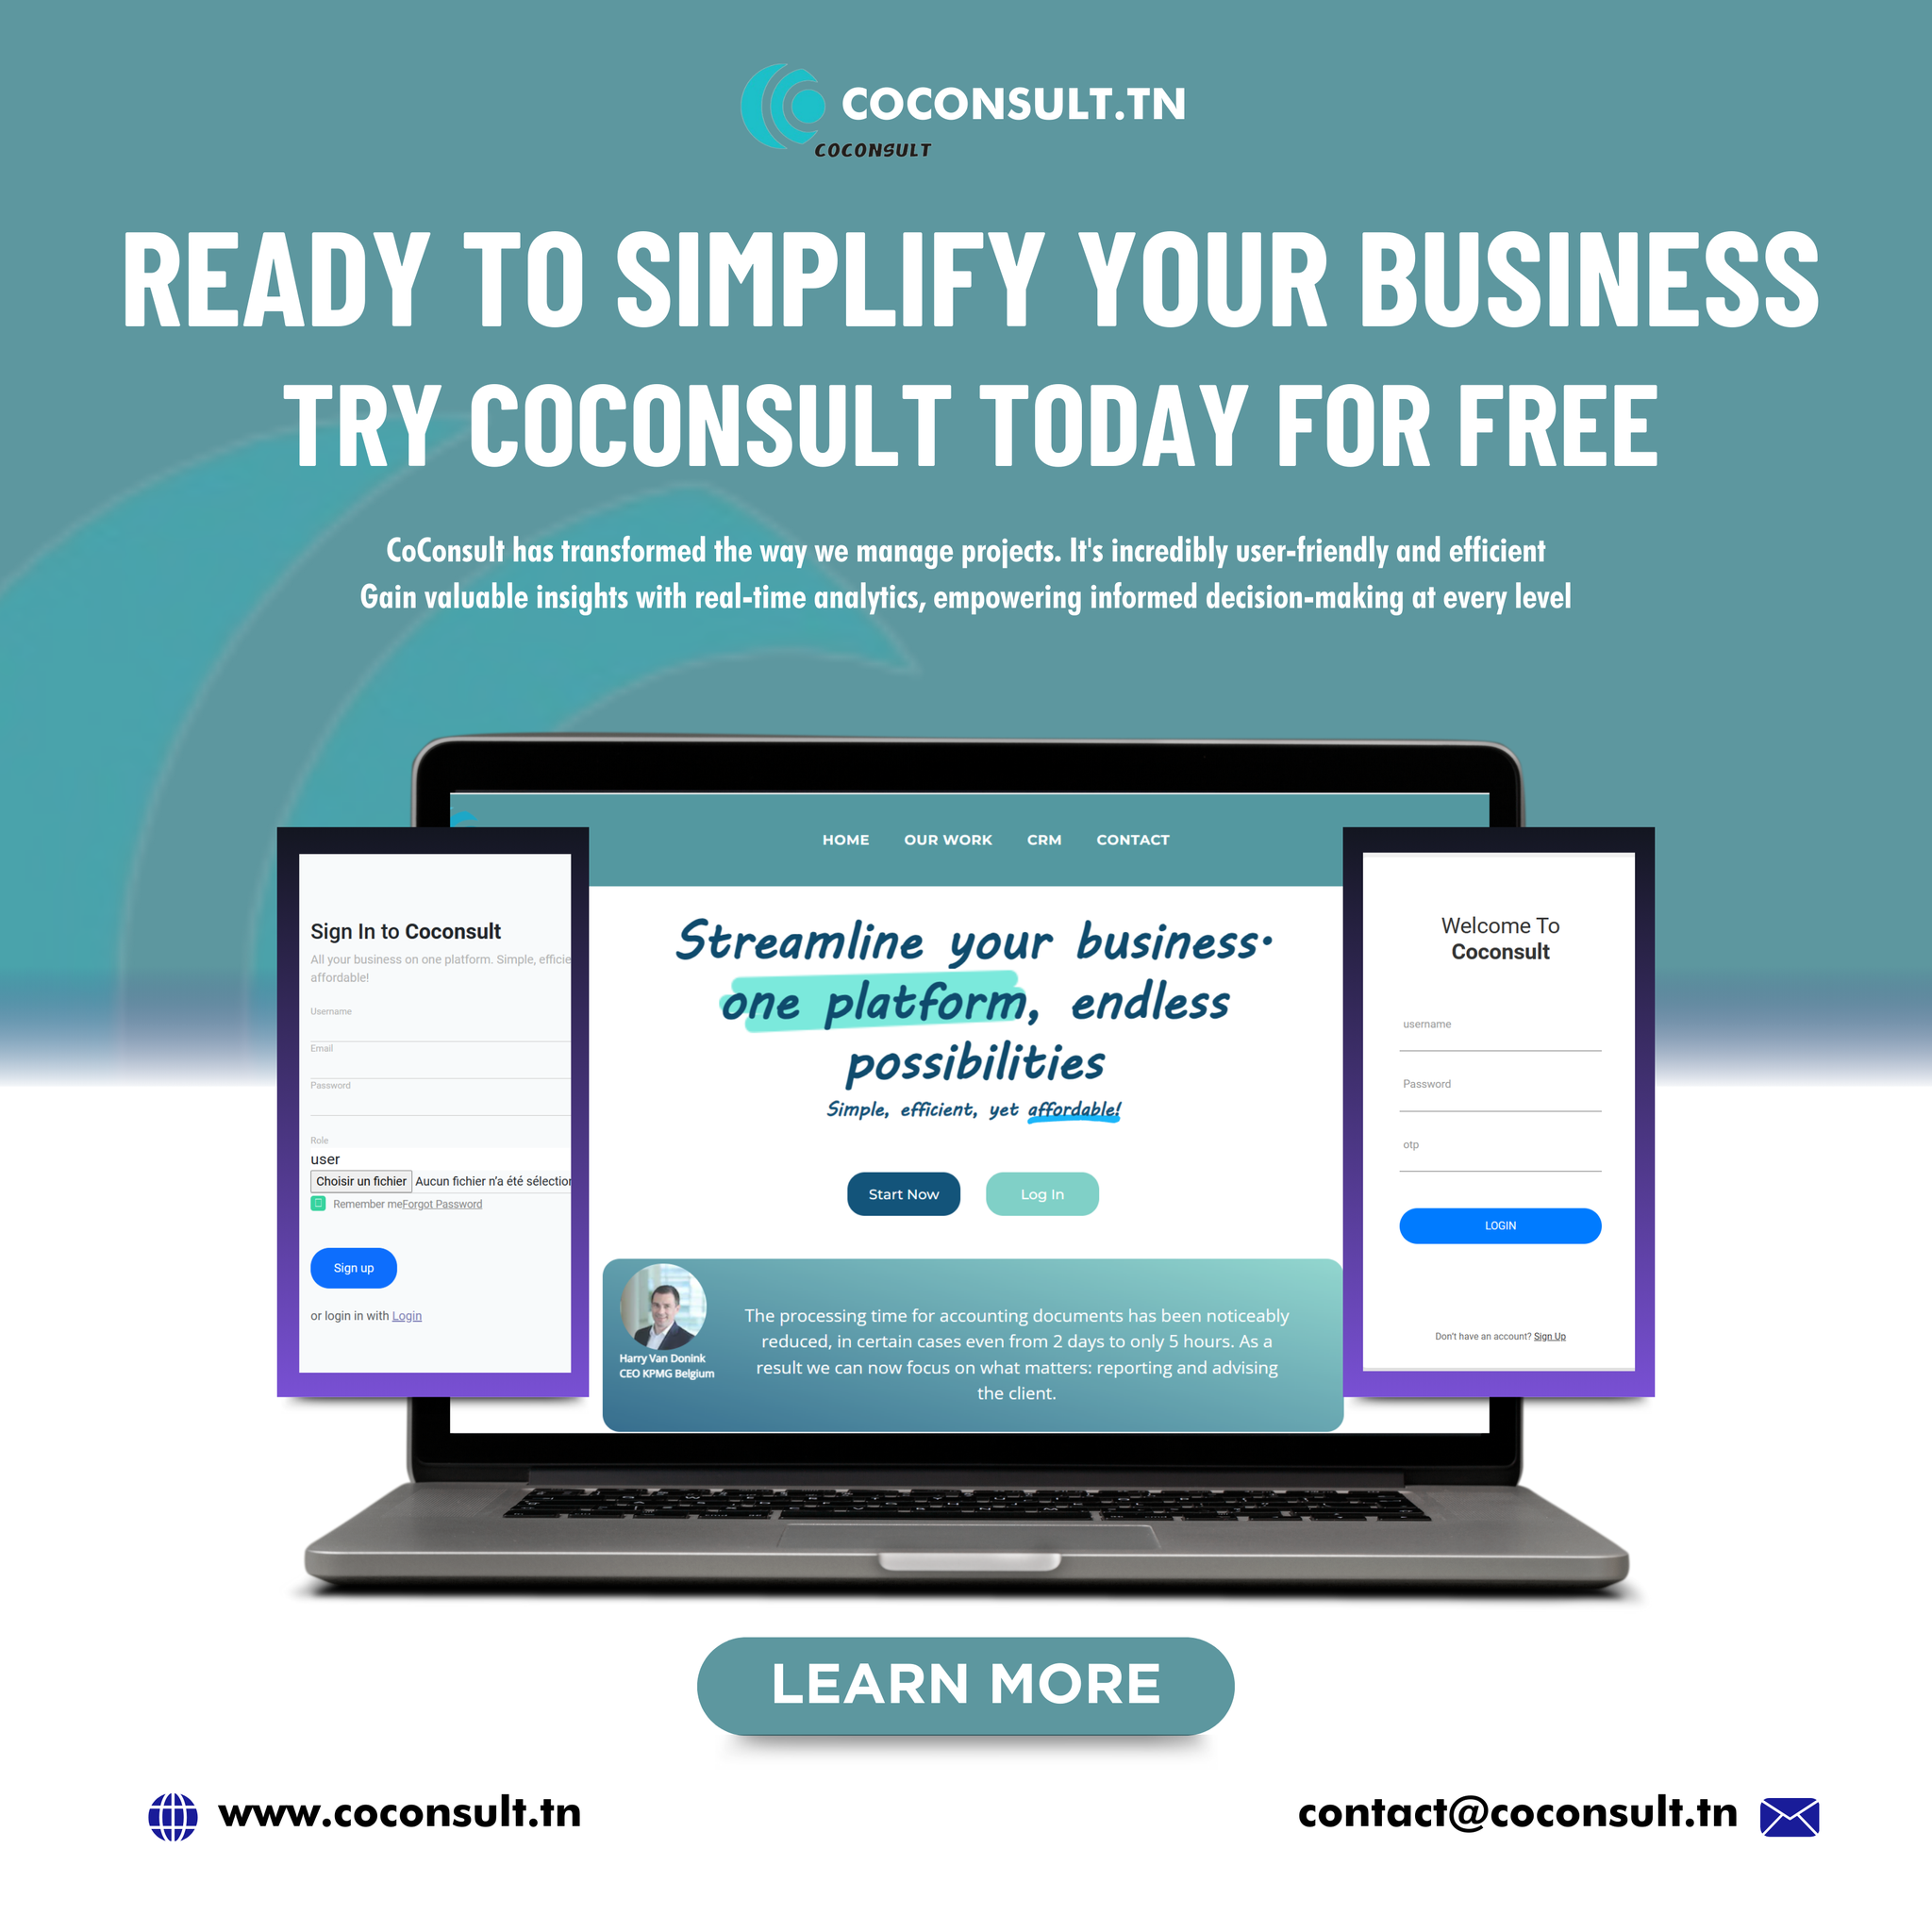 COCONSULT.TN
COCONSULT
READY TO SIMPLIFY YOUR BUSINESS
TRY COCONSULT TODAY FOR FREE
CoConsult has transformed the way we manage projects. It's incredibly user-friendly and efficient
Gain valuable insights with real-time analytics, empowering informed decision-making at every level
HOME OUR WORK CRM CONTACT
Sign In to Coconsult
All your business on one platform. Simple, efficie
affordable!
Username
Email
Password
Role
user
Choisir un fichier Aucun fichier n'a été sélection
Remember meForgot Password
Sign up
or login in with Login
Streamline your business·
one platform, endless
possibilities
Simple, efficient, yet affordable!
Start Now Log In
Harry Van Donink
CEO KPMG Belgium
The processing time for accounting documents has been noticeably
reduced, in certain cases even from 2 days to only 5 hours. As a
result we can now focus on what matters: reporting and advising
the client.
Welcome To
Coconsult
username
Password
otp
LOGIN
Don't have an account? Sign Up
LEARN MORE
www.coconsult.tn
contact@coconsult.tn